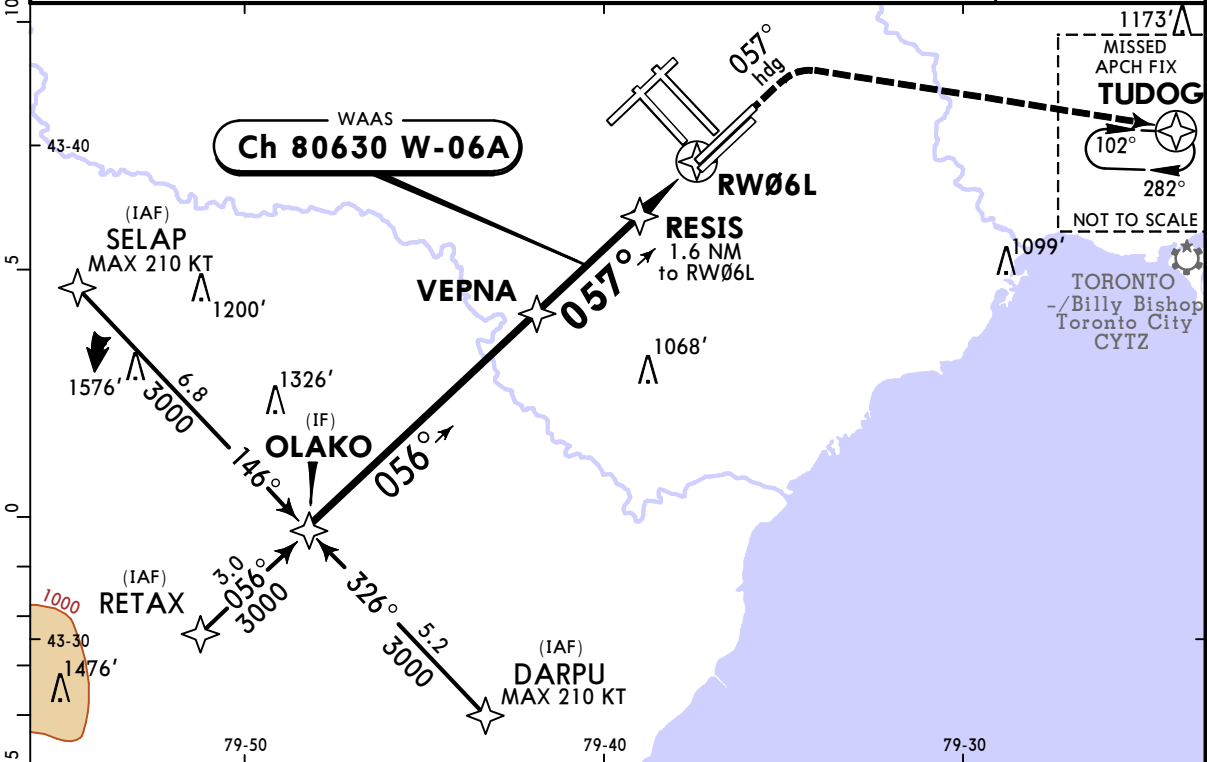 10
1173'
MISSED
APCH FIX
TUDOG
102°
282°
NOT TO SCALE
057°
hdg
WAAS
Ch 80630 W-06A
43-40
RWØ6L
RESIS
1.6 NM
to RWØ6L
(IAF)
SELAP
MAX 210 KT
1200'
5
VEPNA
057°
1099'
TORONTO
-/Billy Bishop
Toronto City
CYTZ
1068'
1576'
6.8
3000
146°
1326'
(IF)
OLAKO
056°
0
(IAF)
RETAX
3.0
056°
3000
326°
5.2
3000
(IAF)
DARPU
MAX 210 KT
1000
43-30
1476'
5
79-50
79-40
79-30